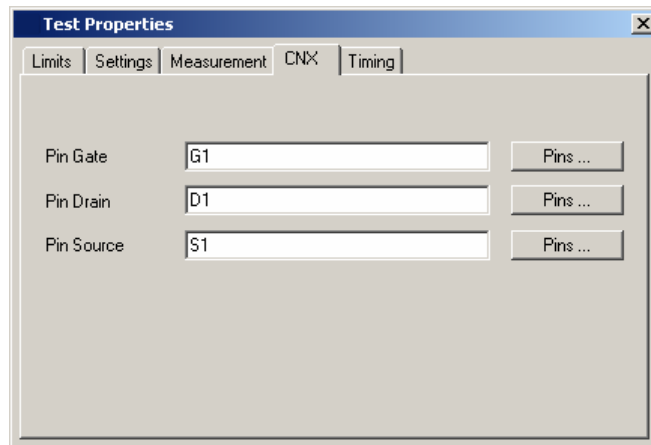 Test Properties
Limits Settings Measurement CNX Timing
Pin Gate G1 Pins ...
Pin Drain D1 Pins ...
Pin Source S1 Pins ...